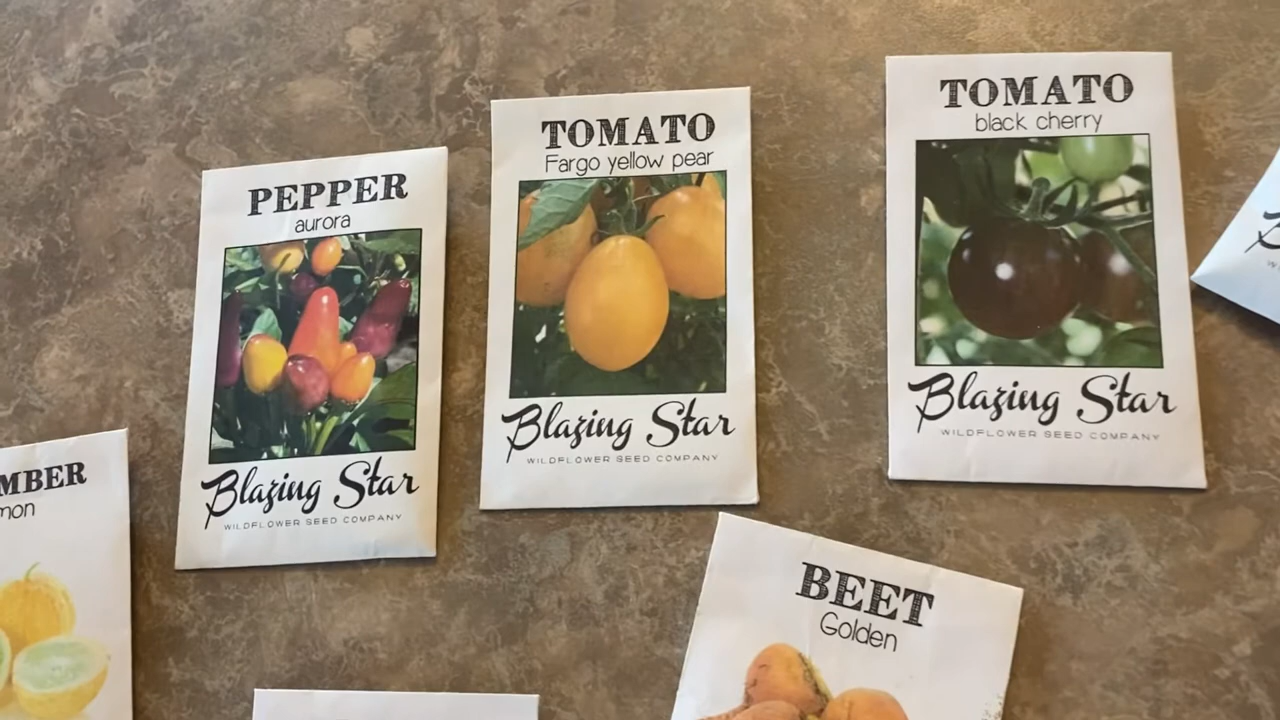 PEPPER
aurora
Blazing Star
WILDFLOWER SEED COMPANY
TOMATO
Fargo yellow pear
Blazing Star
WILDFLOWER SEED COMPANY
TOMATO
black cherry
Blazing Star
WILDFLOWER SEED COMPANY
MBER
mon
BEET
Golden